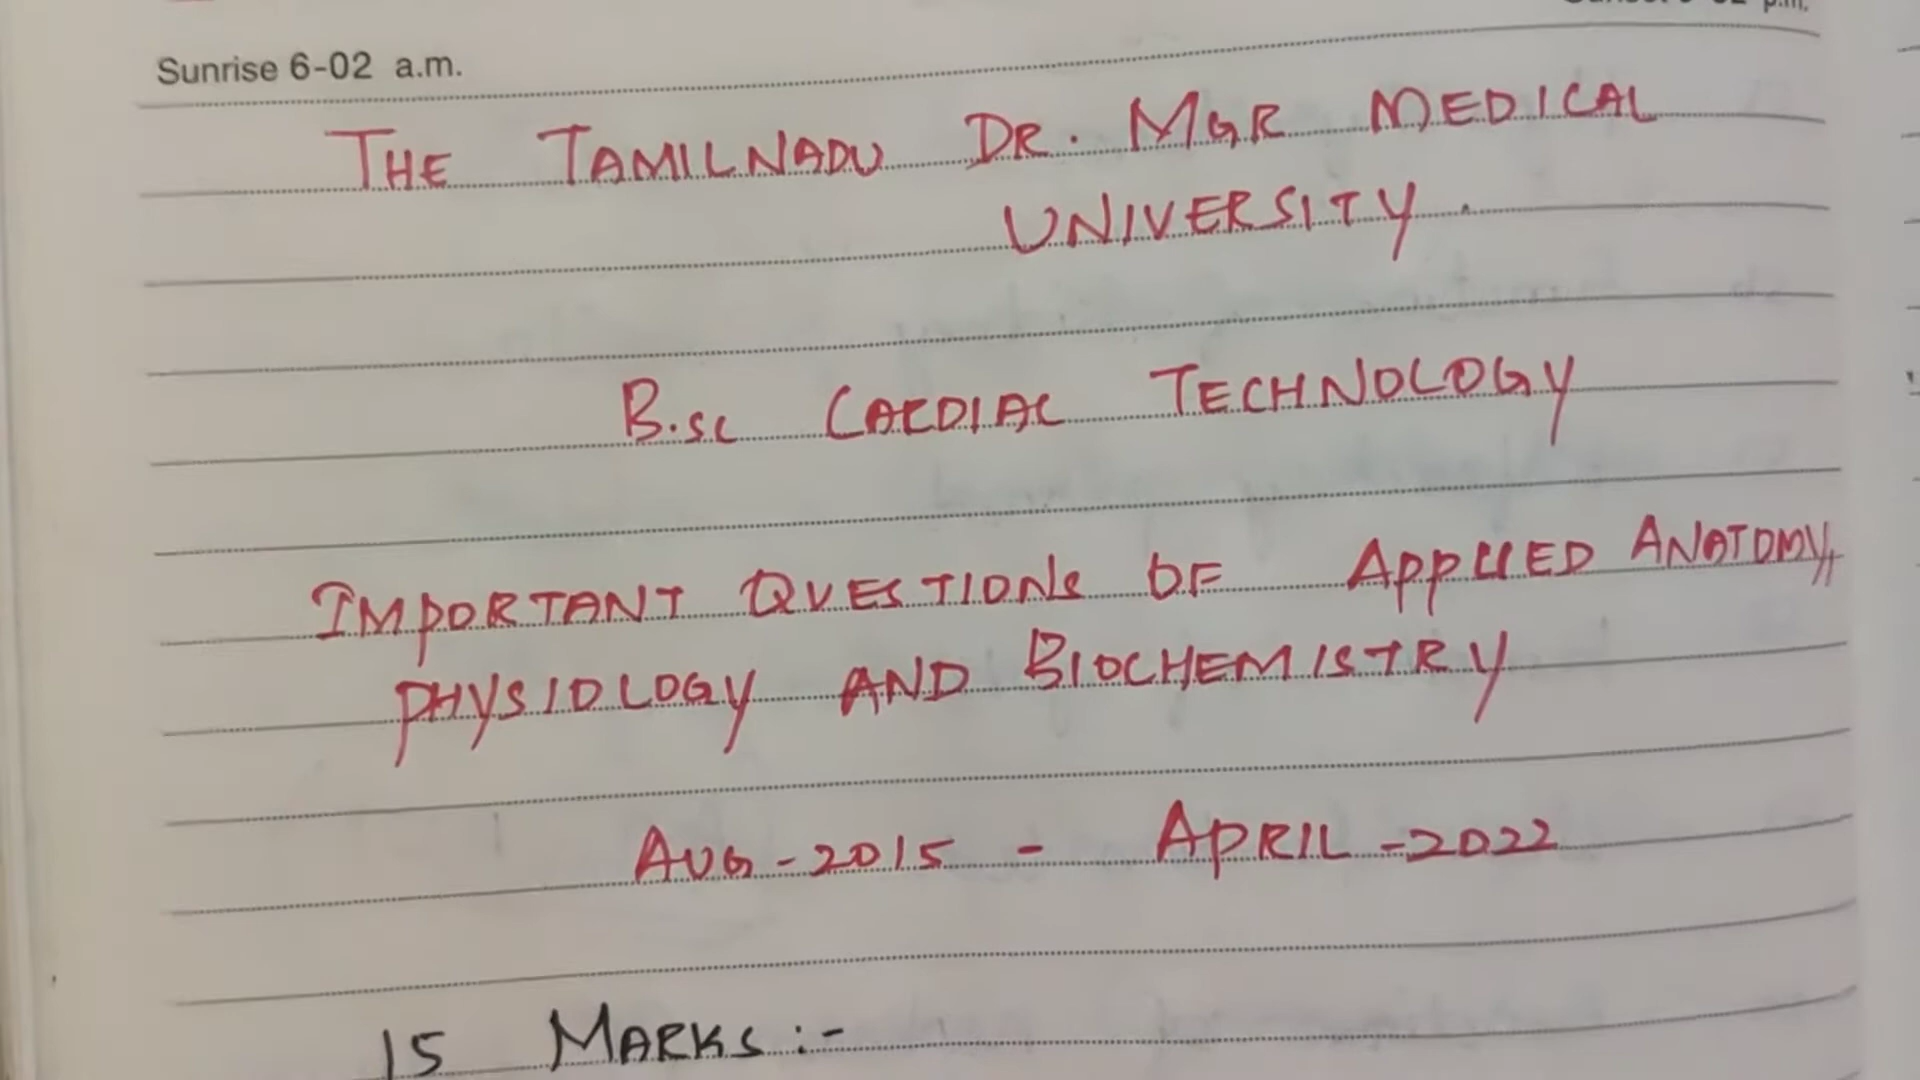 p.m.
Sunrise 6-02 a.m.
THE TAMILNADU DR. MGR MEDICAL
UNIVERSITY.
B.sc CARDIAC TECHNOLOGY
IMPORTANT QUESTIONS OF APPLIED ANATOMY,
PHYSIOLOGY AND BIOCHEMISTRY
AUG-2015 - APRIL-2022
15 MARKS:-